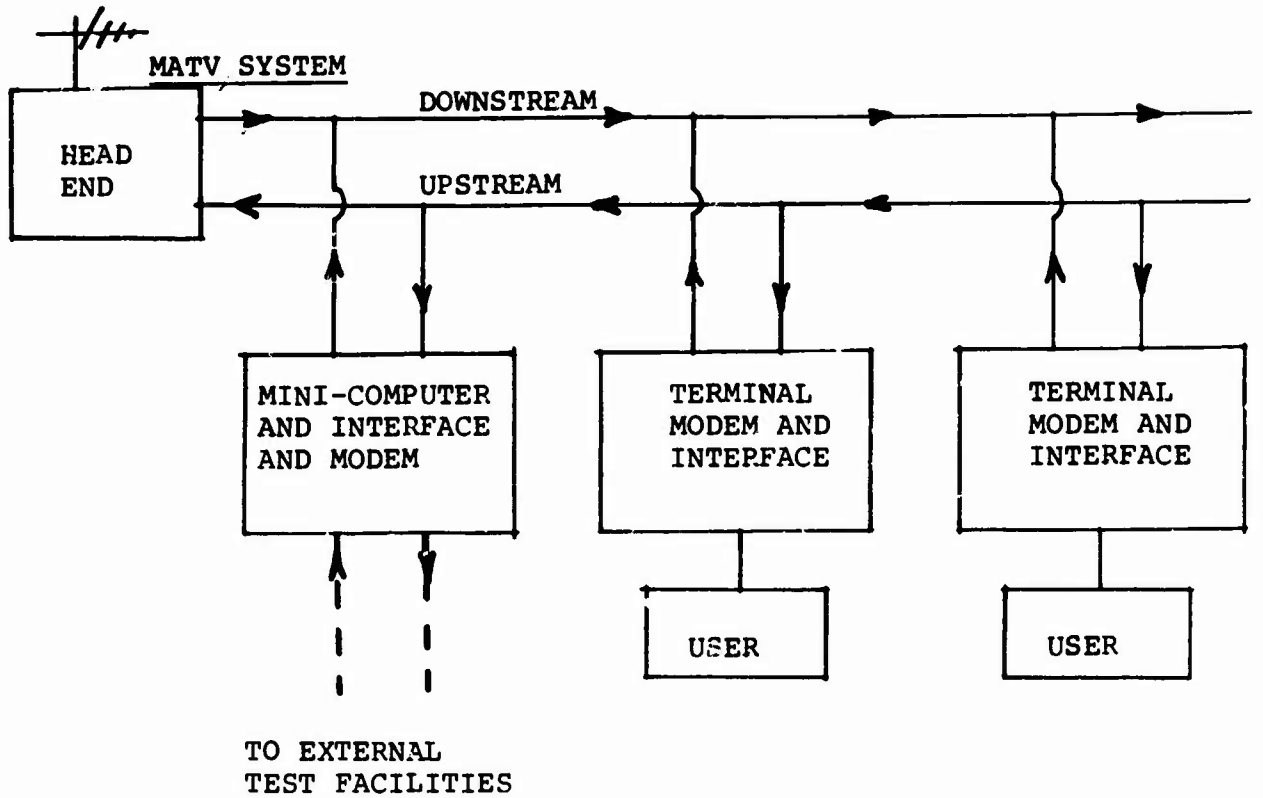 MATV SYSTEM
DOWNSTREAM
HEAD
END
UPSTREAM
MINI-COMPUTER
AND INTERFACE
AND MODEM
TERMINAL
MODEM AND
INTERFACE
TERMINAL
MODEM AND
INTERFACE
USER
USER
TO EXTERNAL
TEST FACILITIES